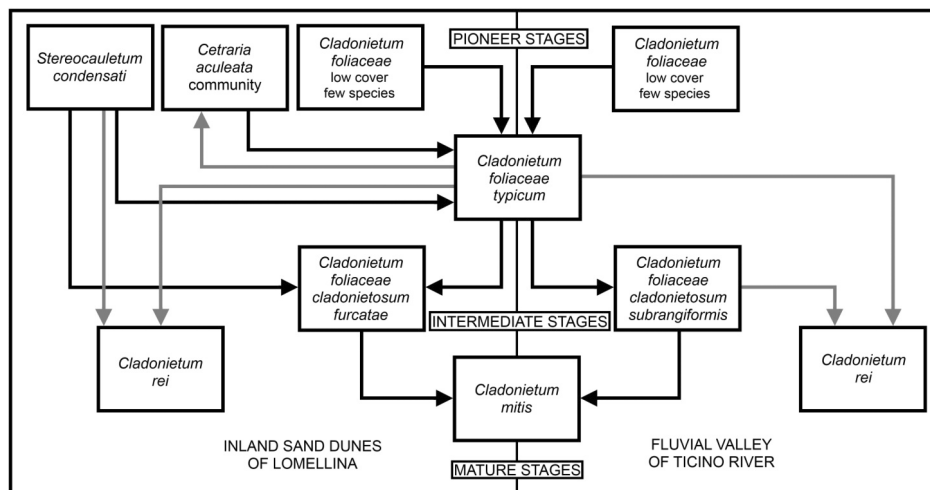 PIONEER STAGES
Stereocauletum
condensati
Cetraria
aculeata
community
Cladonietum
foliaceae
low cover
few species
Cladonietum
foliaceae
low cover
few species
Cladonietum
foliaceae
typicum
Cladonietum
foliaceae
cladonietosum
furcatae
Cladonietum
foliaceae
cladonietosum
subrangiformis
INTERMEDIATE STAGES
Cladonietum
rei
Cladonietum
mitis
Cladonietum
rei
INLAND SAND DUNES
OF LOMELLINA
FLUVIAL VALLEY
OF TICINO RIVER
MATURE STAGES